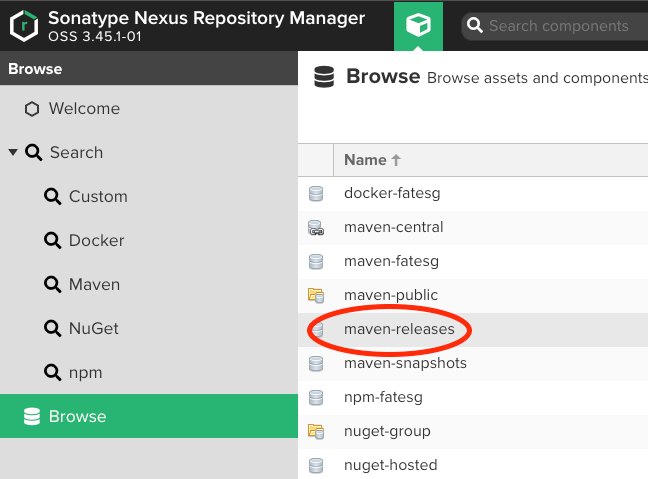 Sonatype Nexus Repository Manager
OSS 3.45.1-01
Search components
Browse
Welcome
Search
Custom
Docker
Maven
NuGet
npm
Browse
Browse Browse assets and components
Name
docker-fatesg
maven-central
maven-fatesg
maven-public
maven-releases
maven-snapshots
npm-fatesg
nuget-group
nuget-hosted